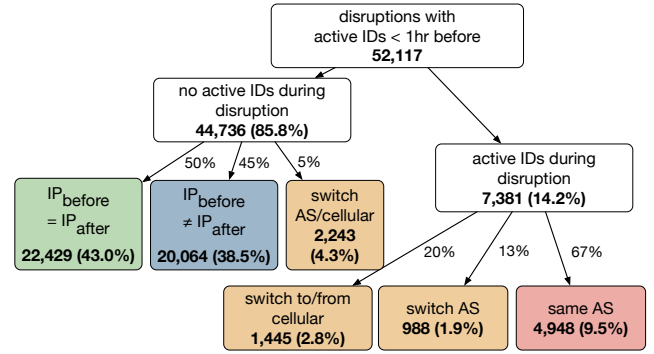 disruptions with
active IDs < 1hr before
52,117
no active IDs during
disruption
44,736 (85.8%)
active IDs during
disruption
7,381 (14.2%)
50%
45%
5%
IPbefore
= IPafter
22,429 (43.0%)
IPbefore
≠ IPafter
20,064 (38.5%)
switch
AS/cellular
2,243
(4.3%)
20%
13%
67%
switch to/from
cellular
1,445 (2.8%)
switch AS
988 (1.9%)
same AS
4,948 (9.5%)